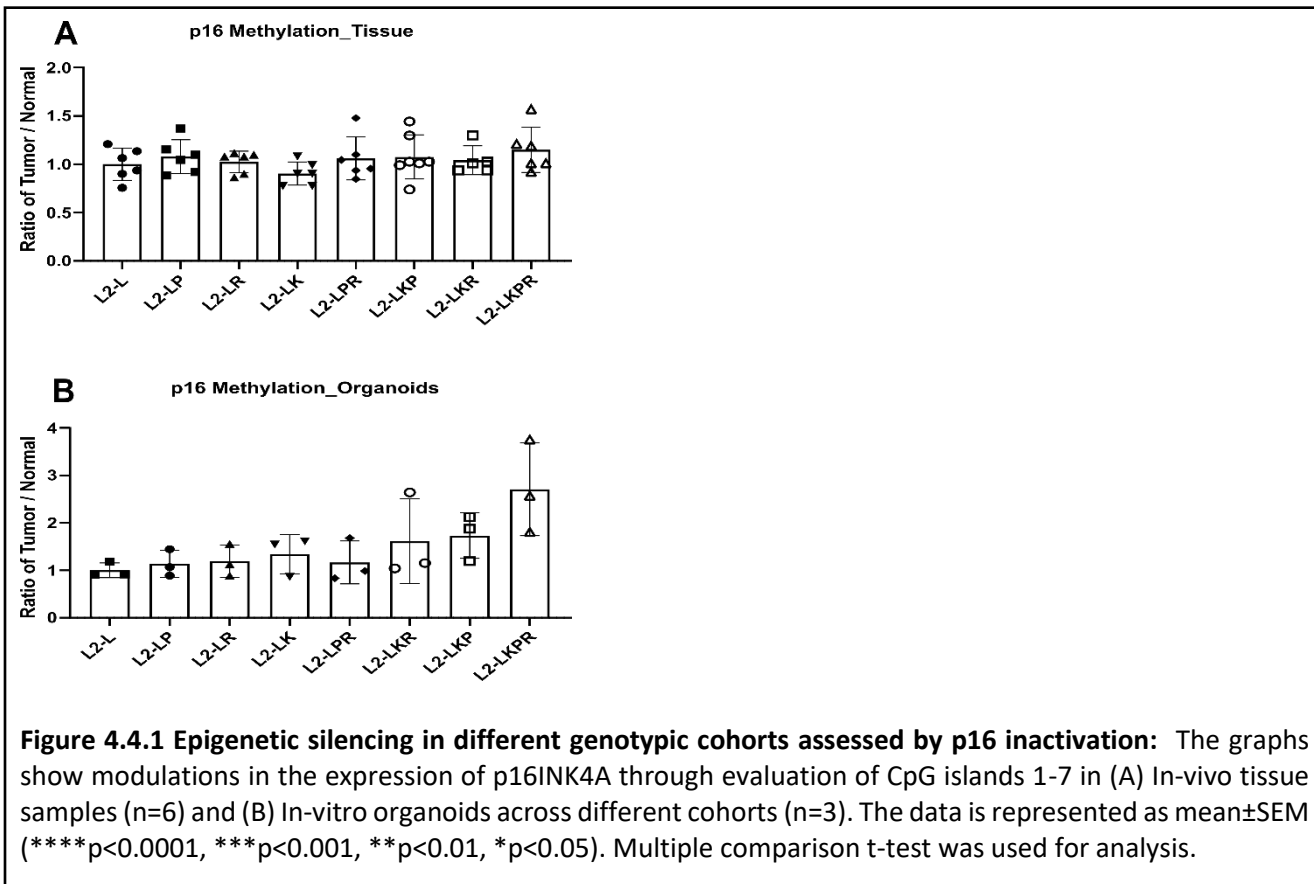 A
p16 Methylation_Tissue
Ratio of Tumor / Normal
2.0
1.5
1.0
0.5
0.0
L2-L
L2-LP
L2-LR
L2-LK
L2-LPR
L2-LKP
L2-LKR
L2-LKPR
B
p16 Methylation_Organoids
Ratio of Tumor / Normal
4
3
2
1
0
L2-L
L2-LP
L2-LR
L2-LK
L2-LPR
L2-LKR
L2-LKP
L2-LKPR
Figure 4.4.1 Epigenetic silencing in different genotypic cohorts assessed by p16 inactivation: The graphs
show modulations in the expression of p16INK4A through evaluation of CpG islands 1-7 in (A) In-vivo tissue
samples (n=6) and (B) In-vitro organoids across different cohorts (n=3). The data is represented as mean±SEM
(****p<0.0001, ***p<0.001, **p<0.01, *p<0.05). Multiple comparison t-test was used for analysis.